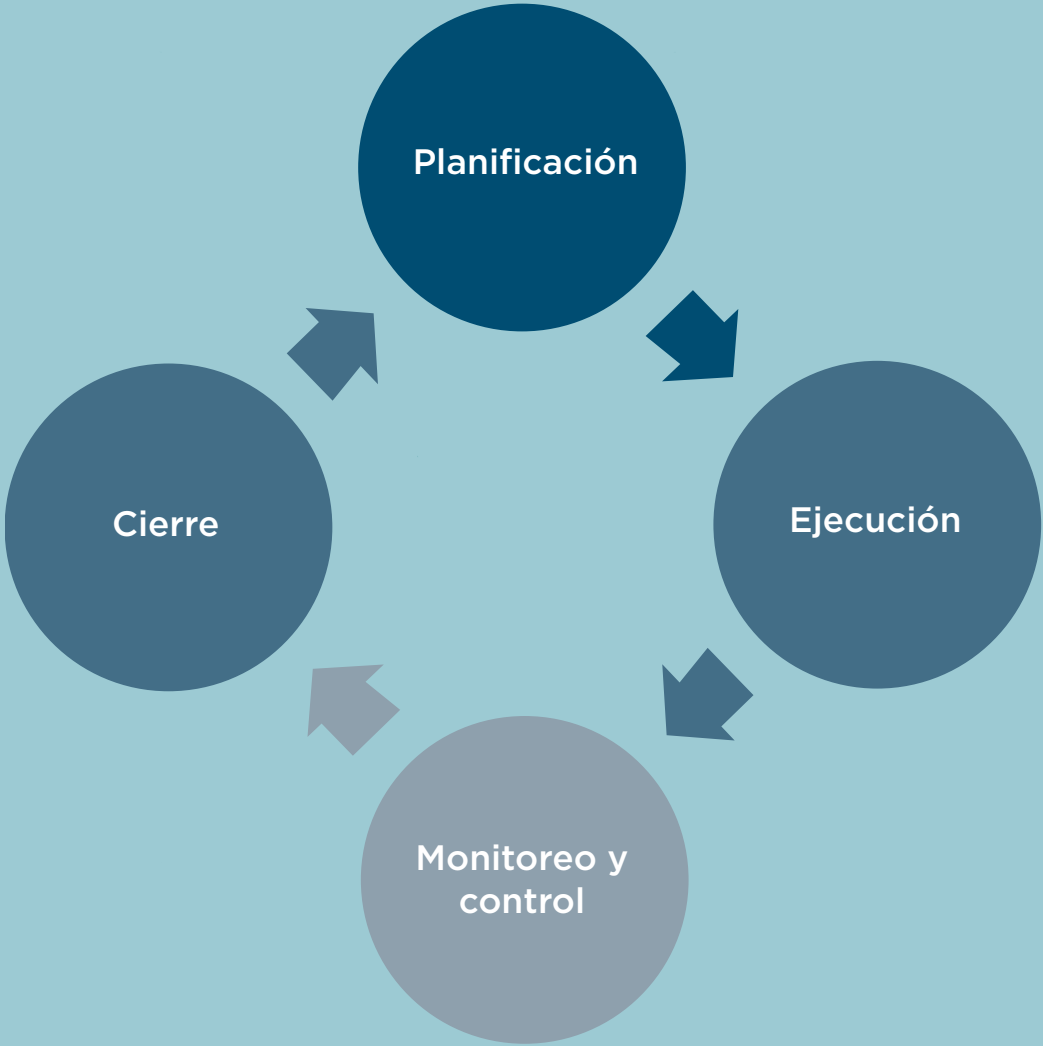 Planificación
Ejecución
Monitoreo y
control
Cierre